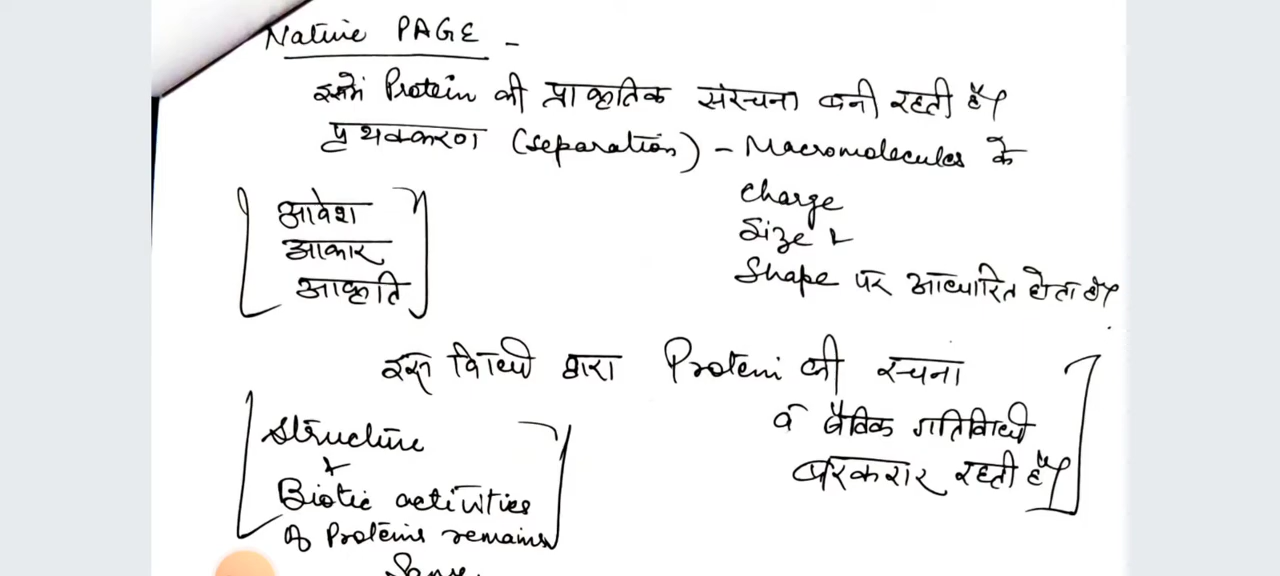 Native PAGE -
इसमें Protein की प्राकृतिक संरचना बनी रहती है।
पृथक्करण (separation) - Macromolecules के
charge
size &
shape पर आधारित होता है।
[आवेश
आकार
आकृति]
इस विधि द्वारा Protein की रचना
व जैविक गतिविधी
बरकरार रहती है।]
[Structure
&
Biotic activities
of Proteins remains
Same.